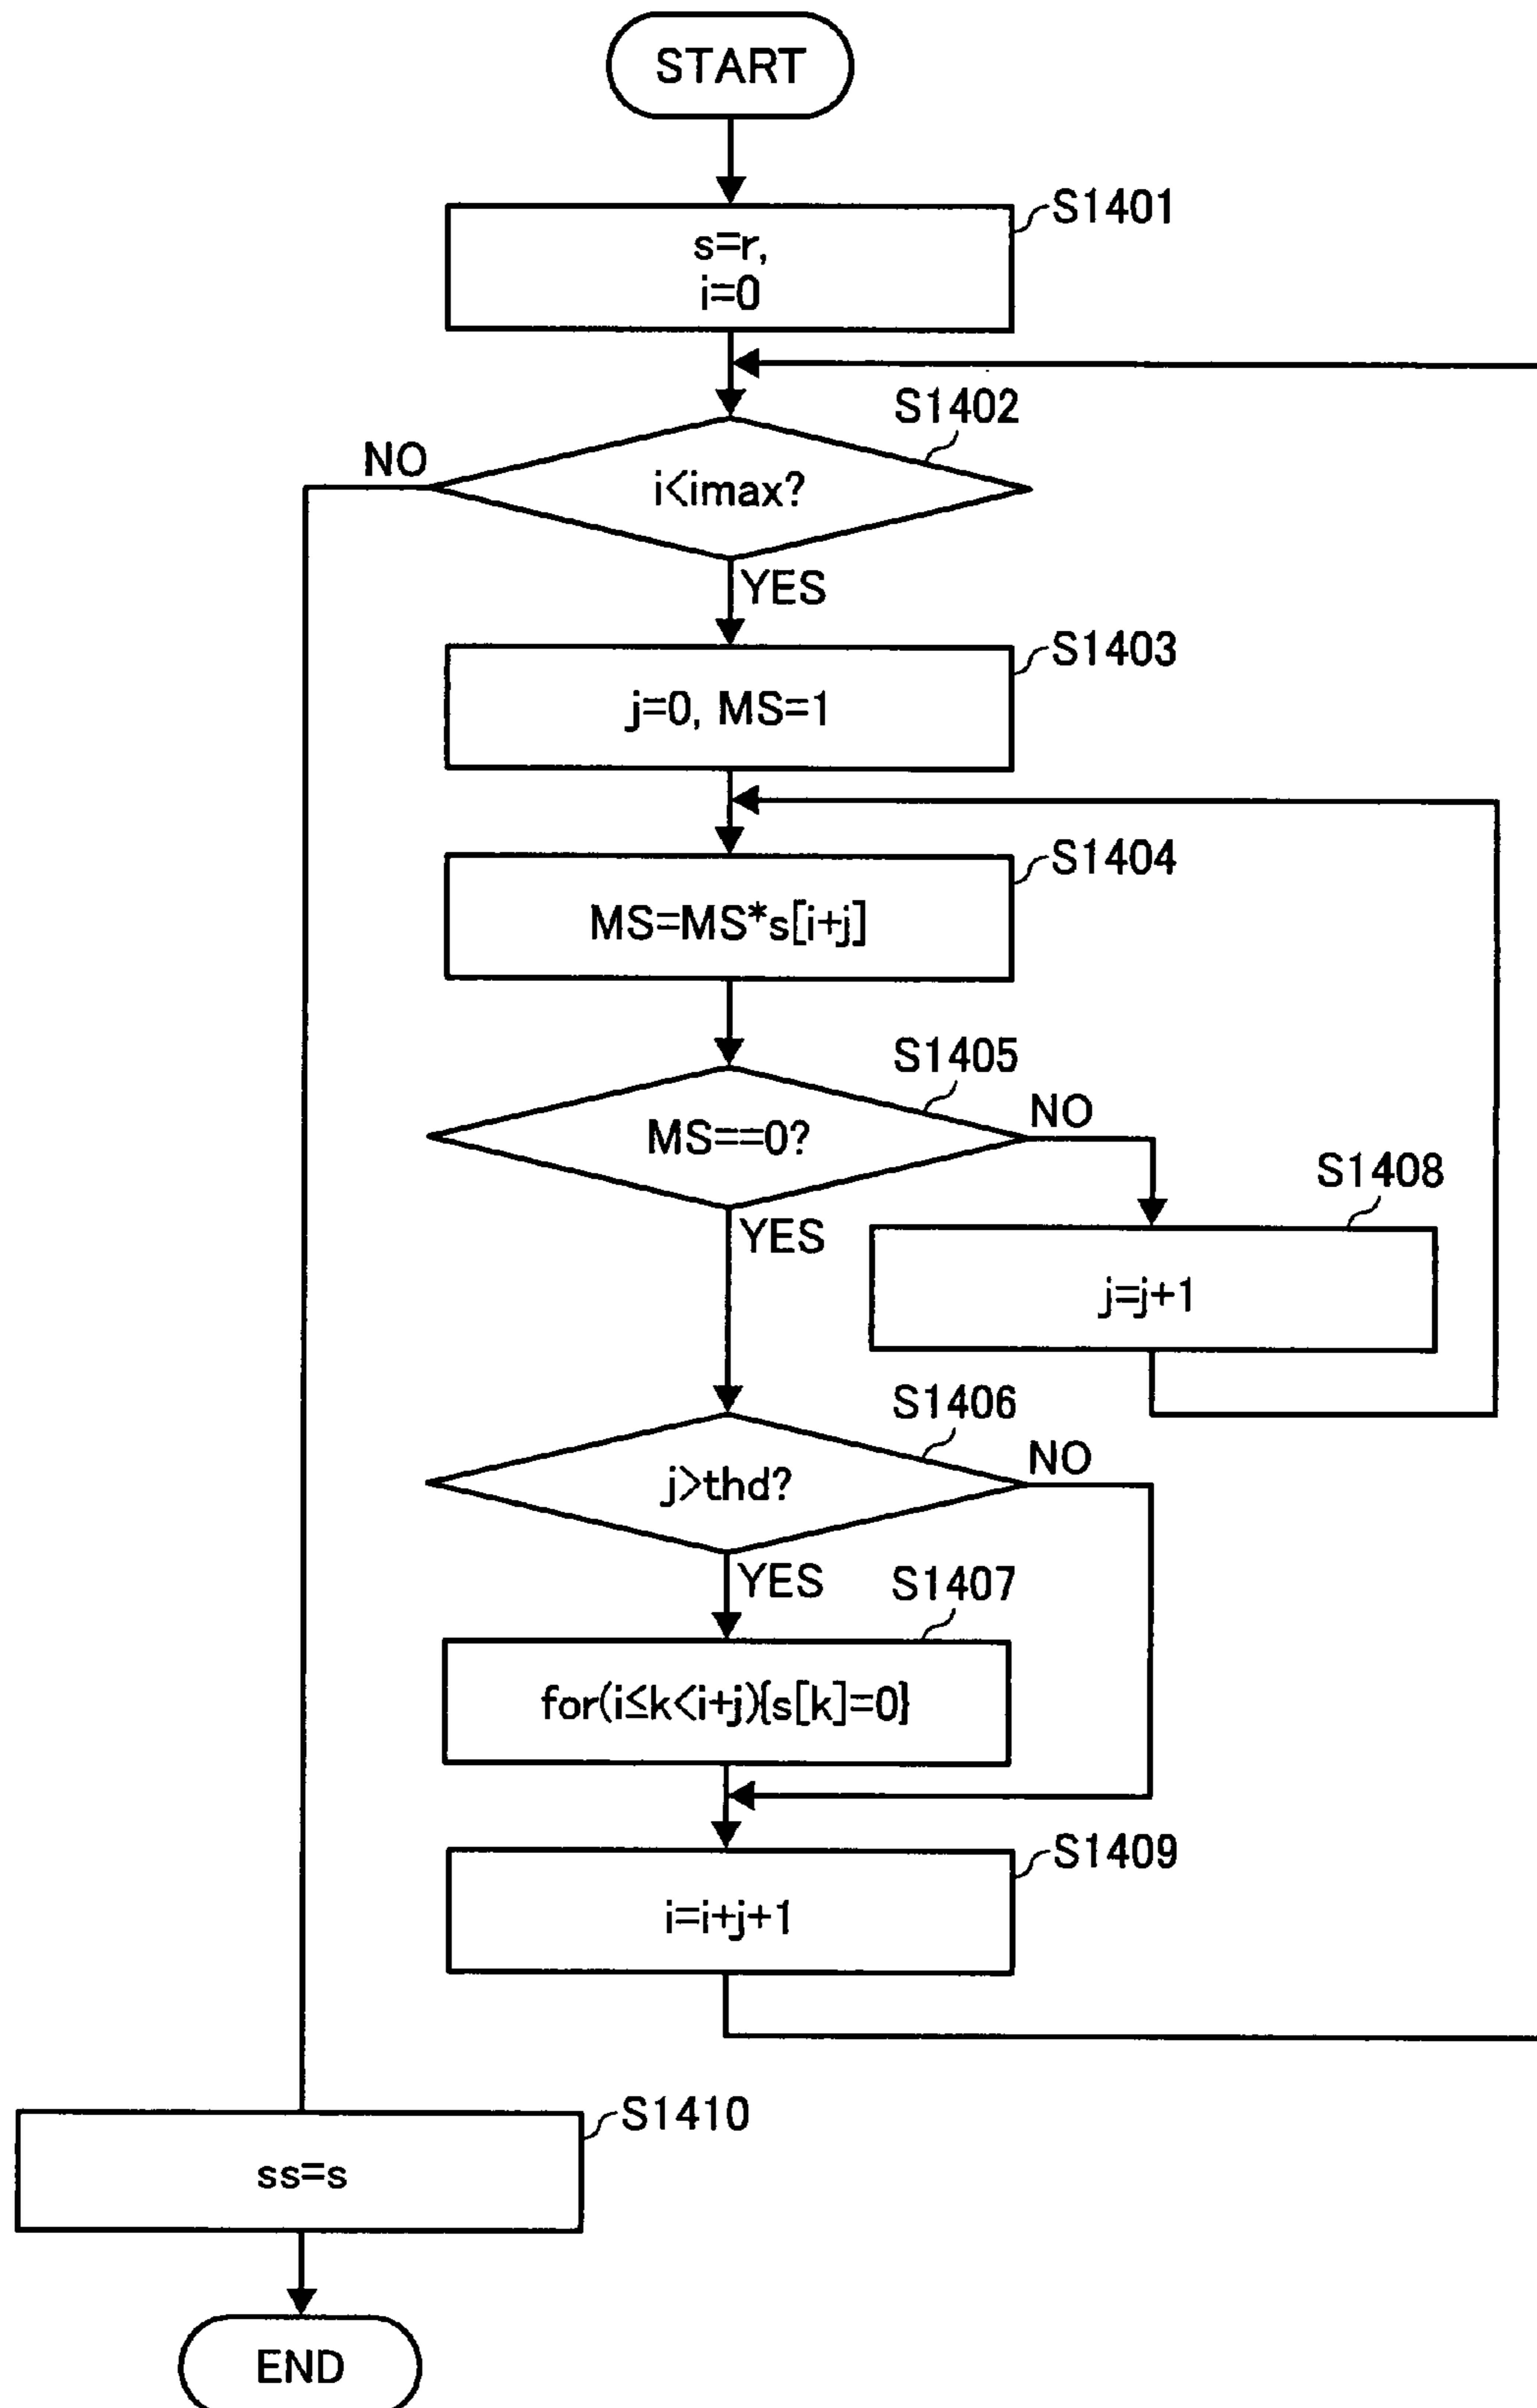 START
S1401
s=r,
i=0
S1402
NO
i<imax?
YES
S1403
j=0, MS=1
S1404
MS=MS*s[i+j]
S1405
NO
MS==0?
S1408
YES
j=j+1
S1406
NO
j>thd?
YES
S1407
for(i≤k<i+j){s[k]=0}
S1409
i=i+j+1
S1410
ss=s
END